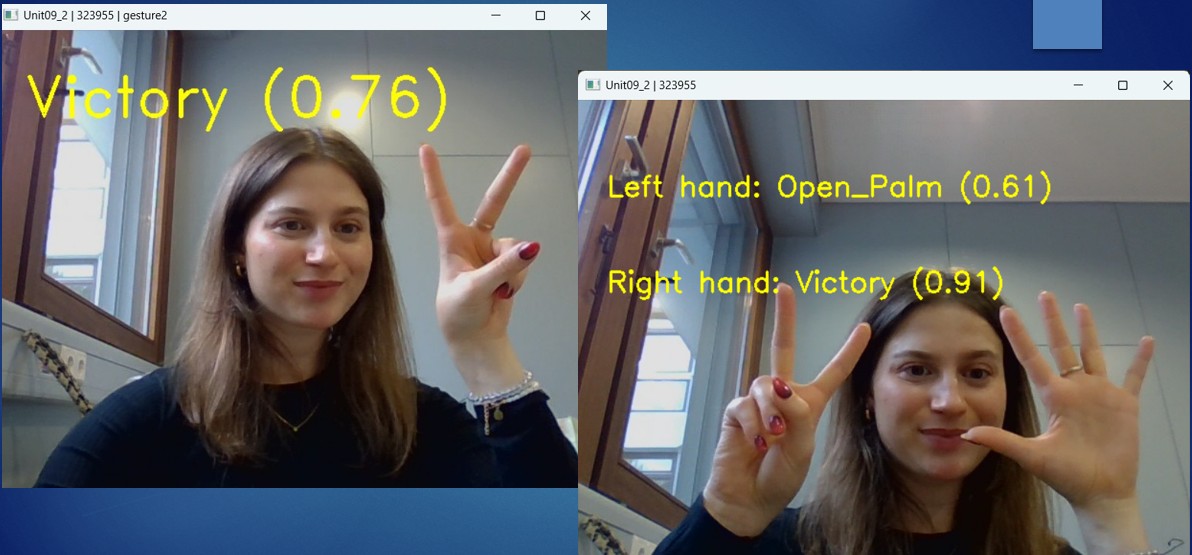 Unit09_2 | 323955 | gesture2
Victory (0.76)
Unit09_2 | 323955
Left hand: Open_Palm (0.61)
Right hand: Victory (0.91)